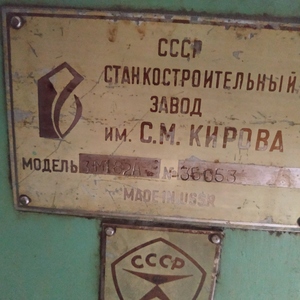 СССР
СТАНКОСТРОИТЕЛЬНЫЙ
ЗАВОД
ИМ. С.М. КИРОВА
МОДЕЛЬ №
MADE IN USSR
СССР